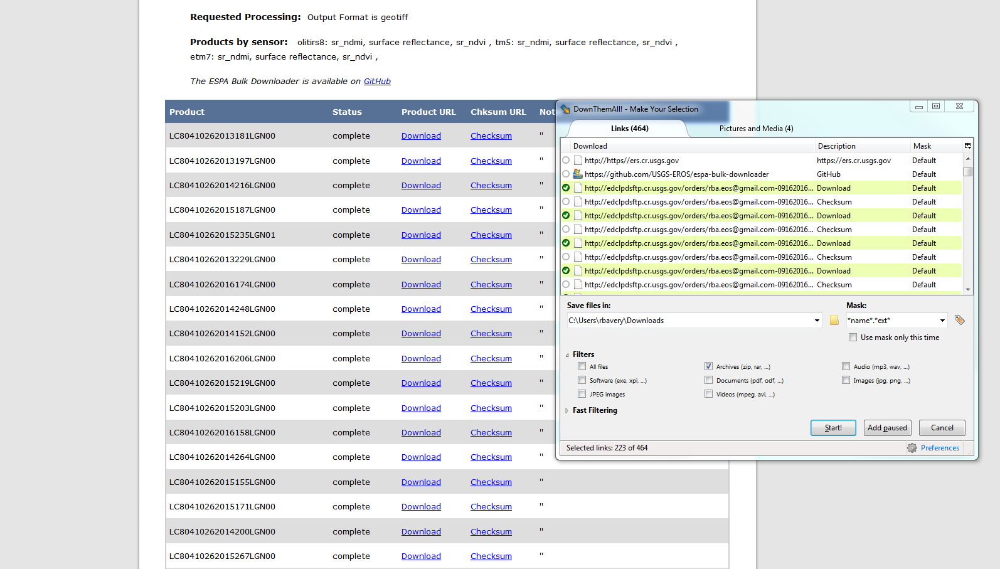 Requested Processing: Output Format is geotiff
Products by sensor: olitirs8: sr_ndmi, surface reflectance, sr_ndvi , tm5: sr_ndmi, surface reflectance, sr_ndvi ,
etm7: sr_ndmi, surface reflectance, sr_ndvi ,
The ESPA Bulk Downloader is available on GitHub
Product Status Product URL Chksum URL Not
LC80410262013181LGN00 complete Download Checksum "
LC80410262013197LGN00 complete Download Checksum "
LC80410262014216LGN00 complete Download Checksum "
LC80410262015187LGN00 complete Download Checksum "
LC80410262015235LGN01 complete Download Checksum "
LC80410262013229LGN00 complete Download Checksum "
LC80410262016174LGN00 complete Download Checksum "
LC80410262014248LGN00 complete Download Checksum "
LC80410262014152LGN00 complete Download Checksum "
LC80410262016206LGN00 complete Download Checksum "
LC80410262015219LGN00 complete Download Checksum "
LC80410262015203LGN00 complete Download Checksum "
LC80410262016158LGN00 complete Download Checksum "
LC80410262014264LGN00 complete Download Checksum "
LC80410262015155LGN00 complete Download Checksum "
LC80410262015171LGN00 complete Download Checksum "
LC80410262014200LGN00 complete Download Checksum "
LC80410262015267LGN00 complete Download Checksum "
DownThemAll! - Make Your Selection
Links (464) Pictures and Media (4)
Download Description Mask
http://https//ers.cr.usgs.gov https://ers.cr.usgs.gov Default
https://github.com/USGS-EROS/espa-bulk-downloader GitHub Default
http://edclpdsftp.cr.usgs.gov/orders/rba.eos@gmail.com-09162016... Download Default
http://edclpdsftp.cr.usgs.gov/orders/rba.eos@gmail.com-09162016... Checksum Default
http://edclpdsftp.cr.usgs.gov/orders/rba.eos@gmail.com-09162016... Download Default
http://edclpdsftp.cr.usgs.gov/orders/rba.eos@gmail.com-09162016... Checksum Default
http://edclpdsftp.cr.usgs.gov/orders/rba.eos@gmail.com-09162016... Download Default
http://edclpdsftp.cr.usgs.gov/orders/rba.eos@gmail.com-09162016... Checksum Default
http://edclpdsftp.cr.usgs.gov/orders/rba.eos@gmail.com-09162016... Download Default
http://edclpdsftp.cr.usgs.gov/orders/rba.eos@gmail.com-09162016... Checksum Default
Save files in: Mask:
C:\Users\rbavery\Downloads *name*.*ext*
Use mask only this time
Filters
All files Archives (zip, rar, ...) Audio (mp3, wav, ...)
Software (exe, xpi, ...) Documents (pdf, odf, ...) Images (jpg, png, ...)
JPEG images Videos (mpeg, avi, ...)
Fast Filtering
Start! Add paused Cancel
Selected links: 223 of 464 Preferences